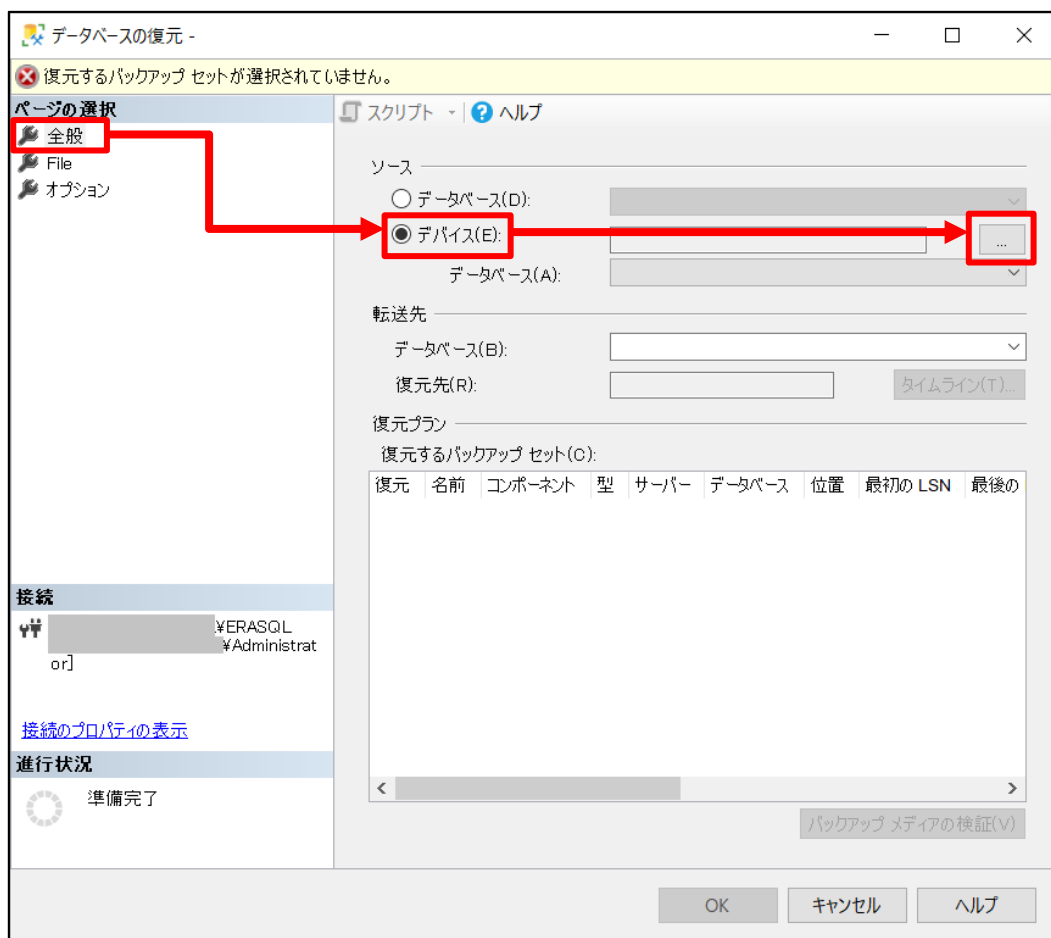 データベースの復元 -
復元するバックアップ セットが選択されていません。
ページの選択
全般
File
オプション
スクリプト ヘルプ
ソース
データベース(D):
デバイス(E): ...
データベース(A):
転送先
データベース(B):
復元先(R): タイムライン(T)...
復元プラン
復元するバックアップ セット(C):
復元 名前 コンポーネント 型 サーバー データベース 位置 最初の LSN 最後の
バックアップ メディアの検証(V)
接続
¥ERASQL
¥Administrat
or]
接続のプロパティの表示
進行状況
準備完了
OK キャンセル ヘルプ